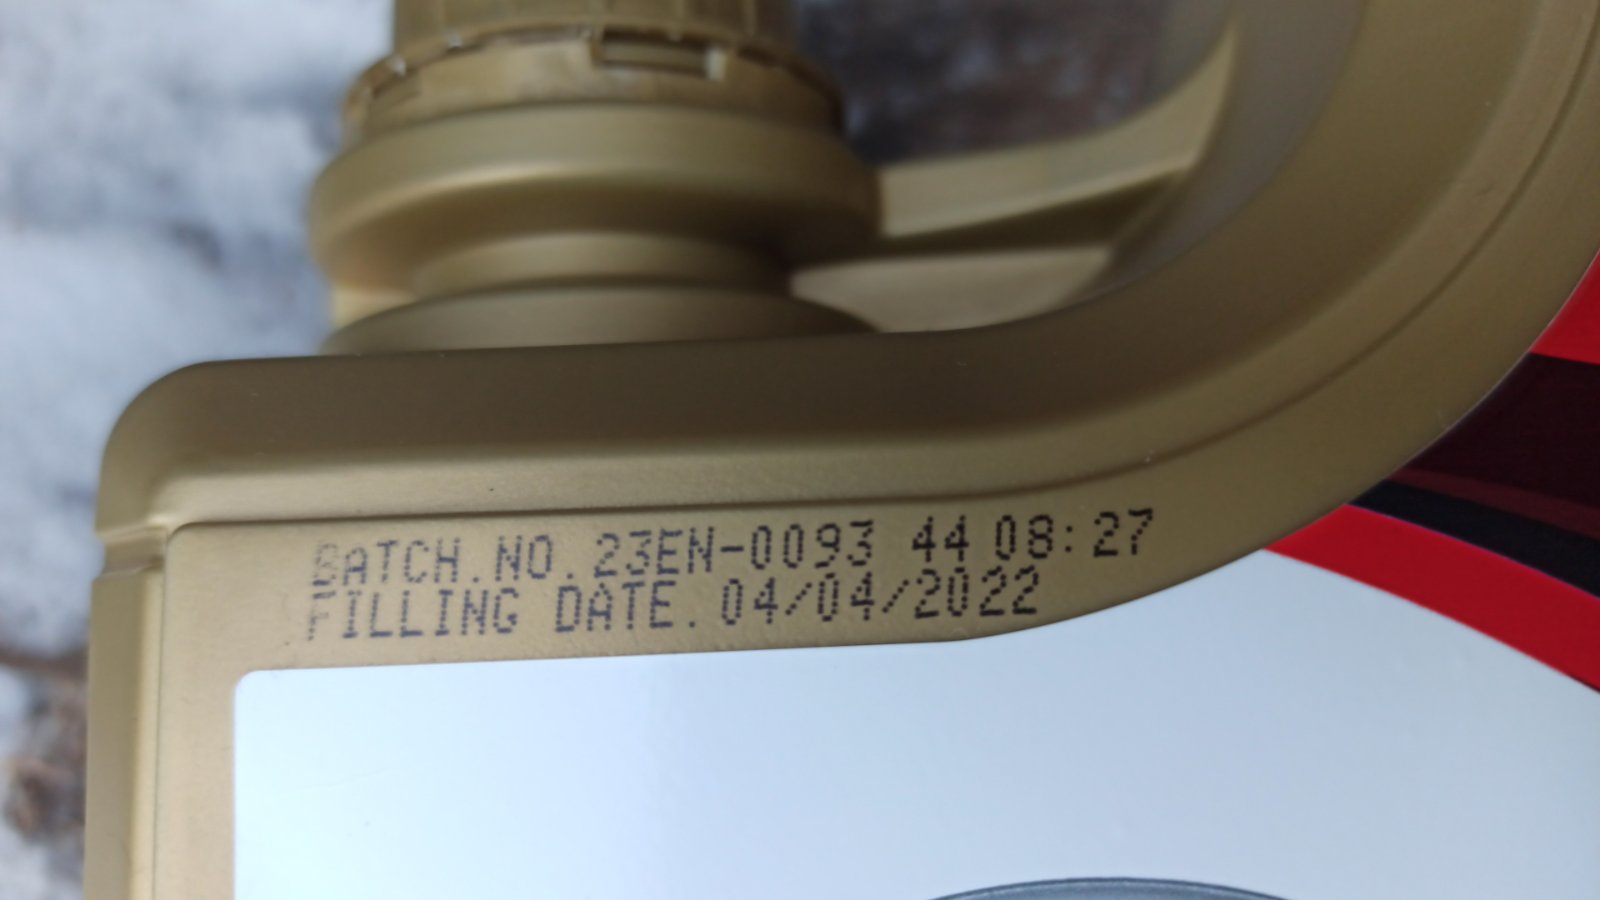 BATCH.NO.23EN-0093 44 08:27
FILLING DATE.04/04/2022